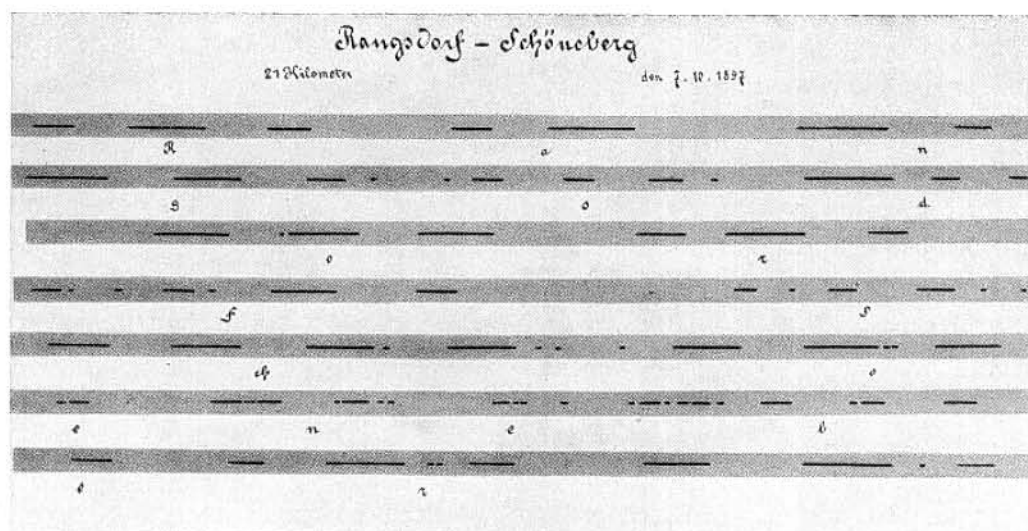 Rangsdorf – Schöneberg
21 Kilometer den 7. 10. 1897
R a n
g s d
o r
f s
ch o
e n e b
e r